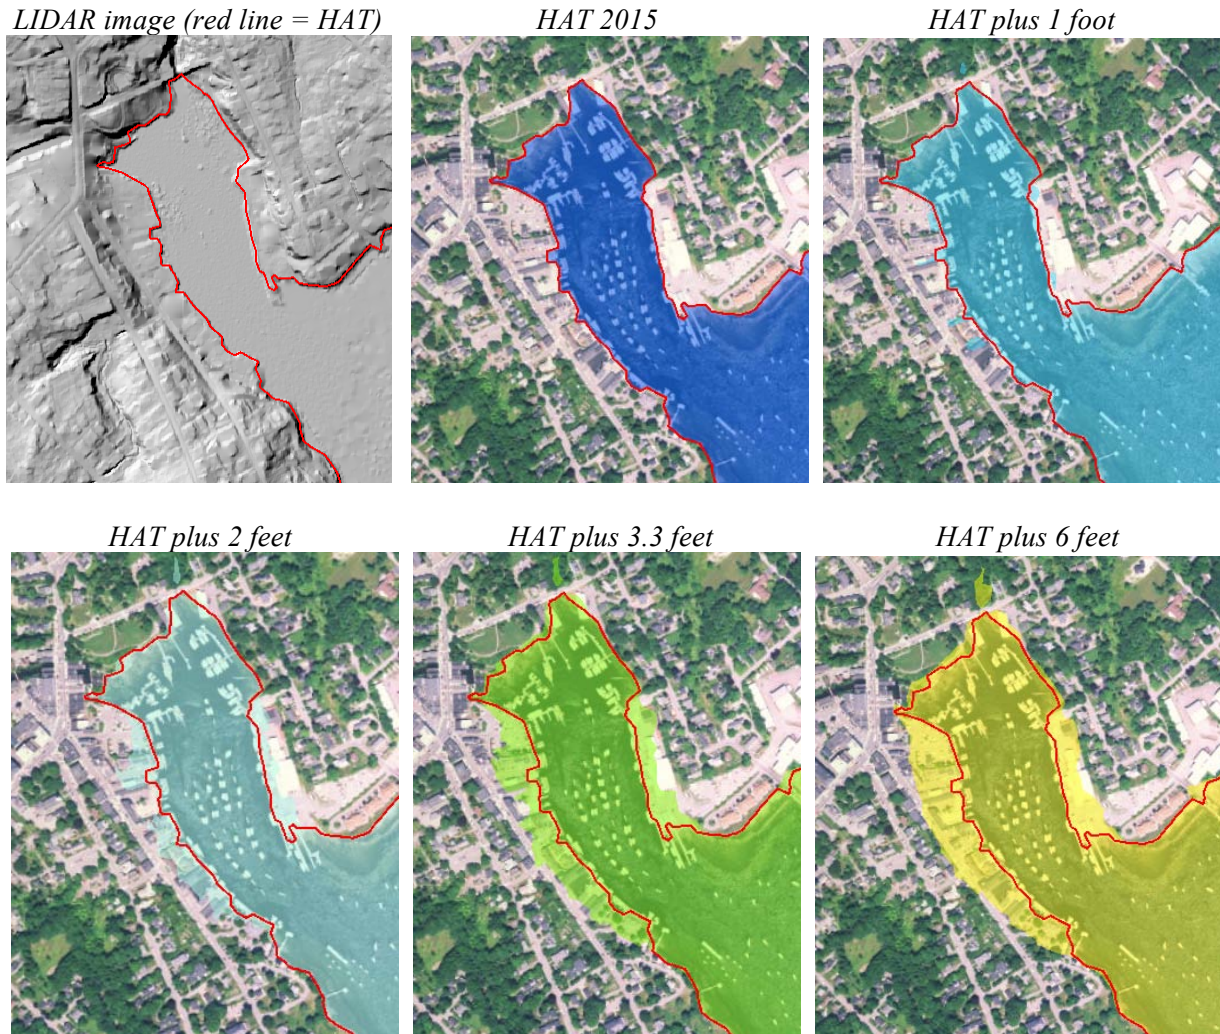 LIDAR image (red line = HAT)
HAT 2015
HAT plus 1 foot
HAT plus 2 feet
HAT plus 3.3 feet
HAT plus 6 feet